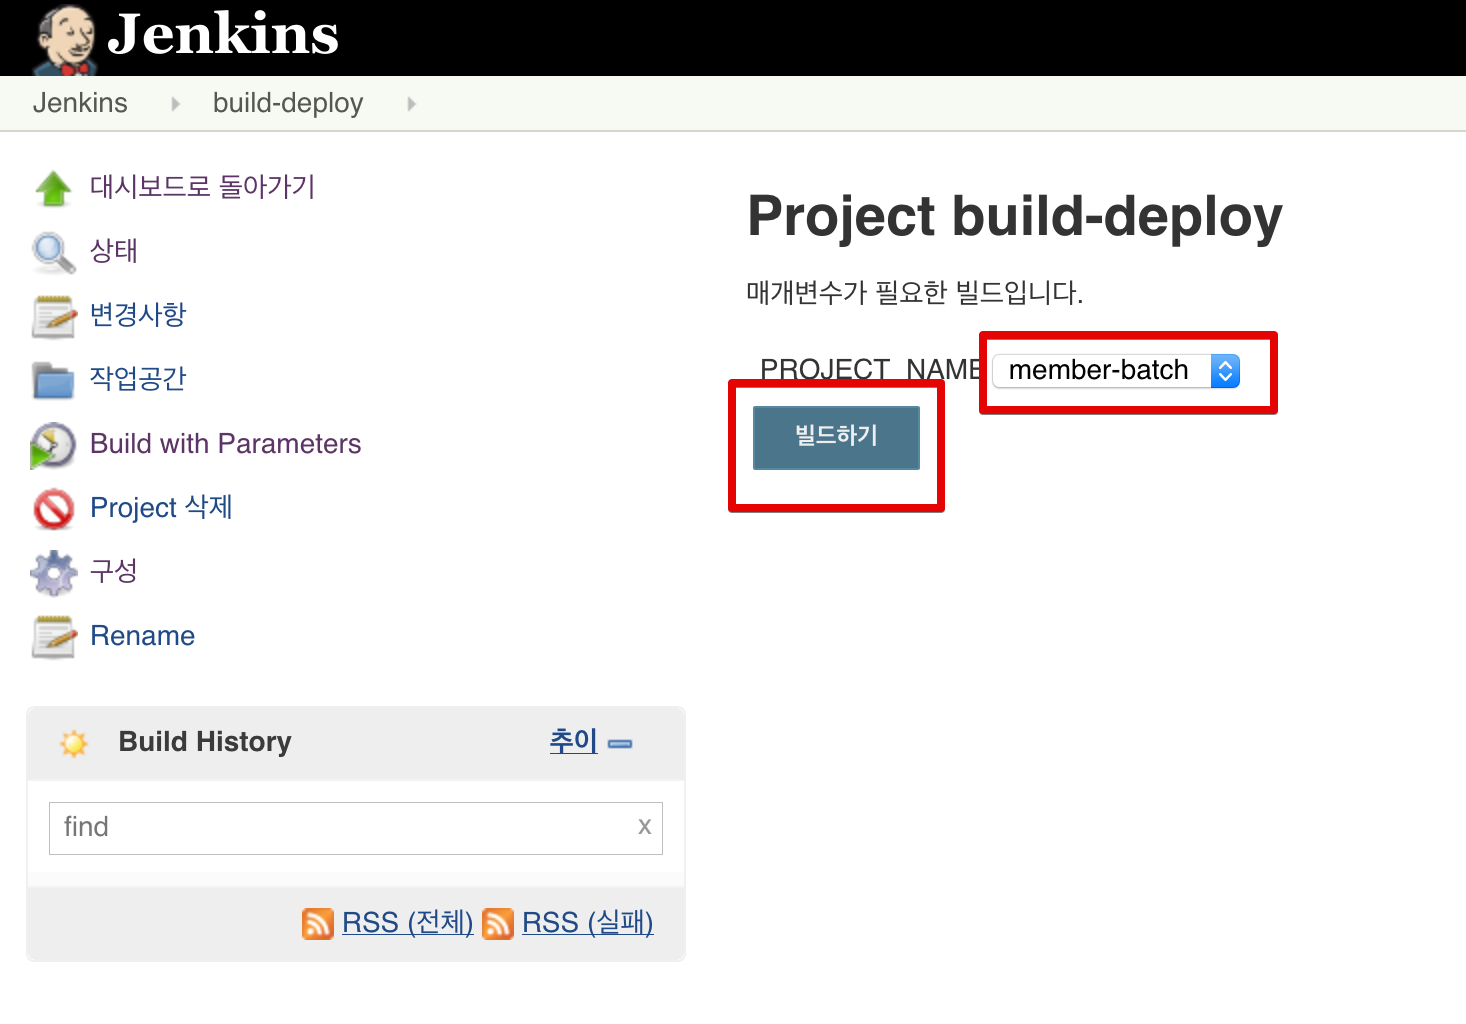 Jenkins
Jenkins build-deploy
대시보드로 돌아가기
상태
변경사항
작업공간
Build with Parameters
Project 삭제
구성
Rename
Build History 추이
find x
RSS (전체) RSS (실패)
Project build-deploy
매개변수가 필요한 빌드입니다.
PROJECT_NAME member-batch
빌드하기